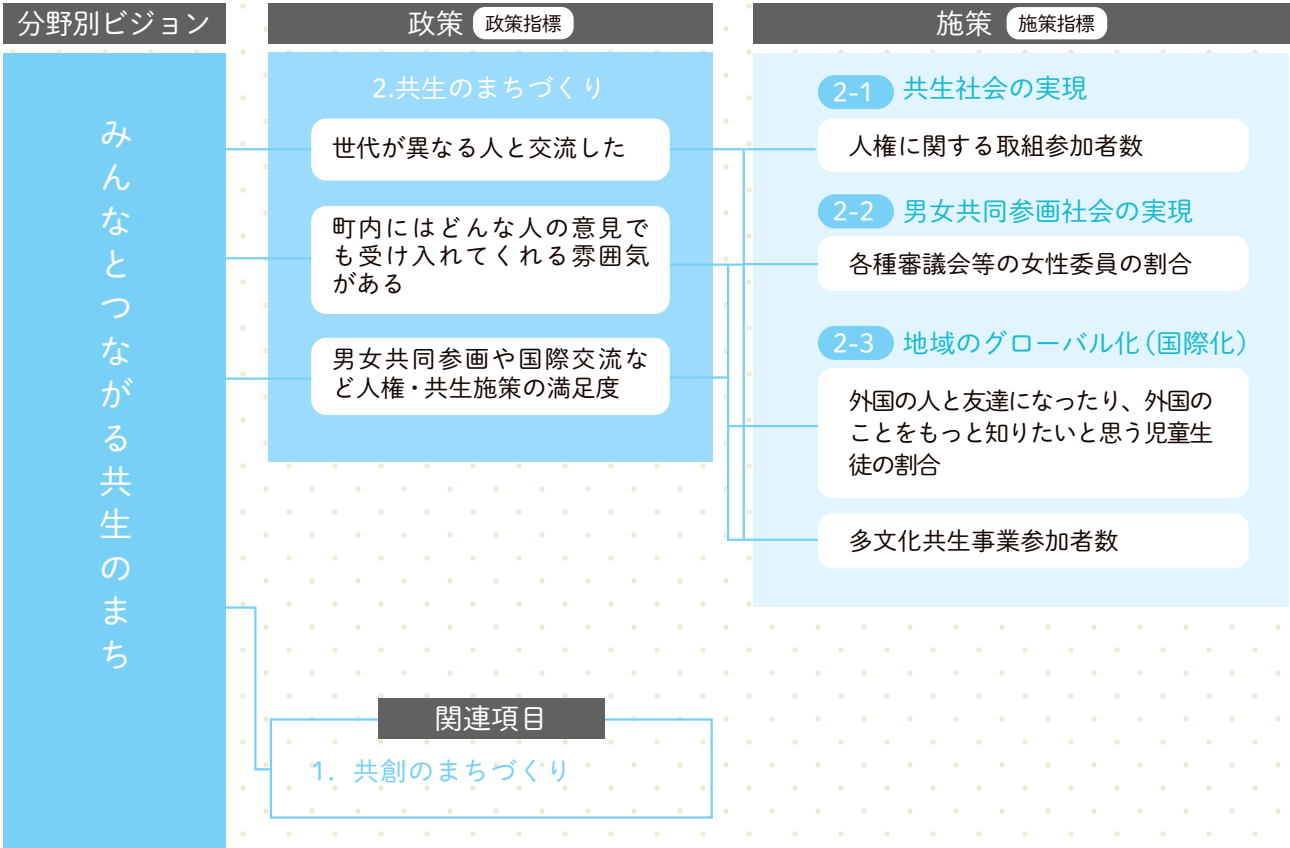 分野別ビジョン
政策 政策指標
施策 施策指標
みんなとつながる共生のまち
2.共生のまちづくり
世代が異なる人と交流した
町内にはどんな人の意見で
も受け入れてくれる雰囲気
がある
男女共同参画や国際交流な
ど人権・共生施策の満足度
2-1 共生社会の実現
人権に関する取組参加者数
2-2 男女共同参画社会の実現
各種審議会等の女性委員の割合
2-3 地域のグローバル化(国際化)
外国の人と友達になったり、外国の
ことをもっと知りたいと思う児童生
徒の割合
多文化共生事業参加者数
関連項目
1. 共創のまちづくり